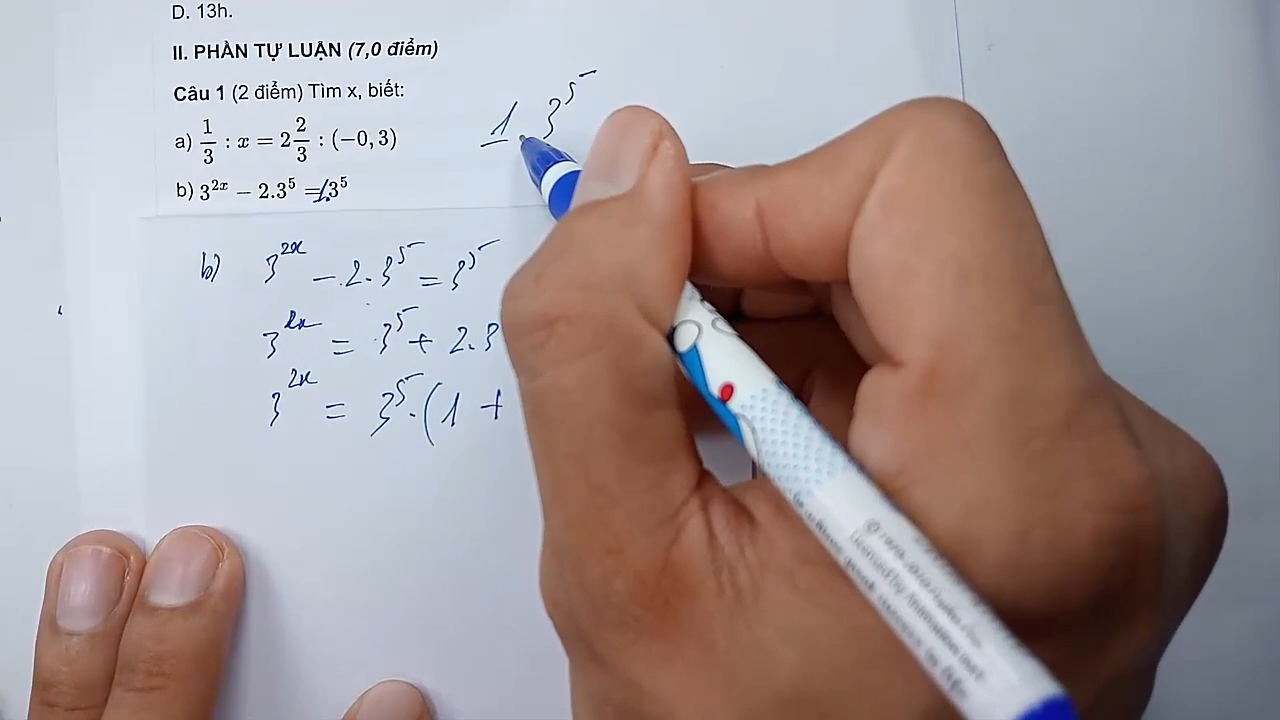 D. 13h.
II. PHẦN TỰ LUẬN (7,0 điểm)
Câu 1 (2 điểm) Tìm x, biết:
a) 1/3 : x = 2 2/3 : (−0,3)
b) 3^{2x} − 2.3^5 = 1.3^5
1. 3^5
b) 3^{2x} − 2.3^5 = 3^5
3^{2x} = 3^5 + 2.3
3^{2x} = 3^5.(1 +